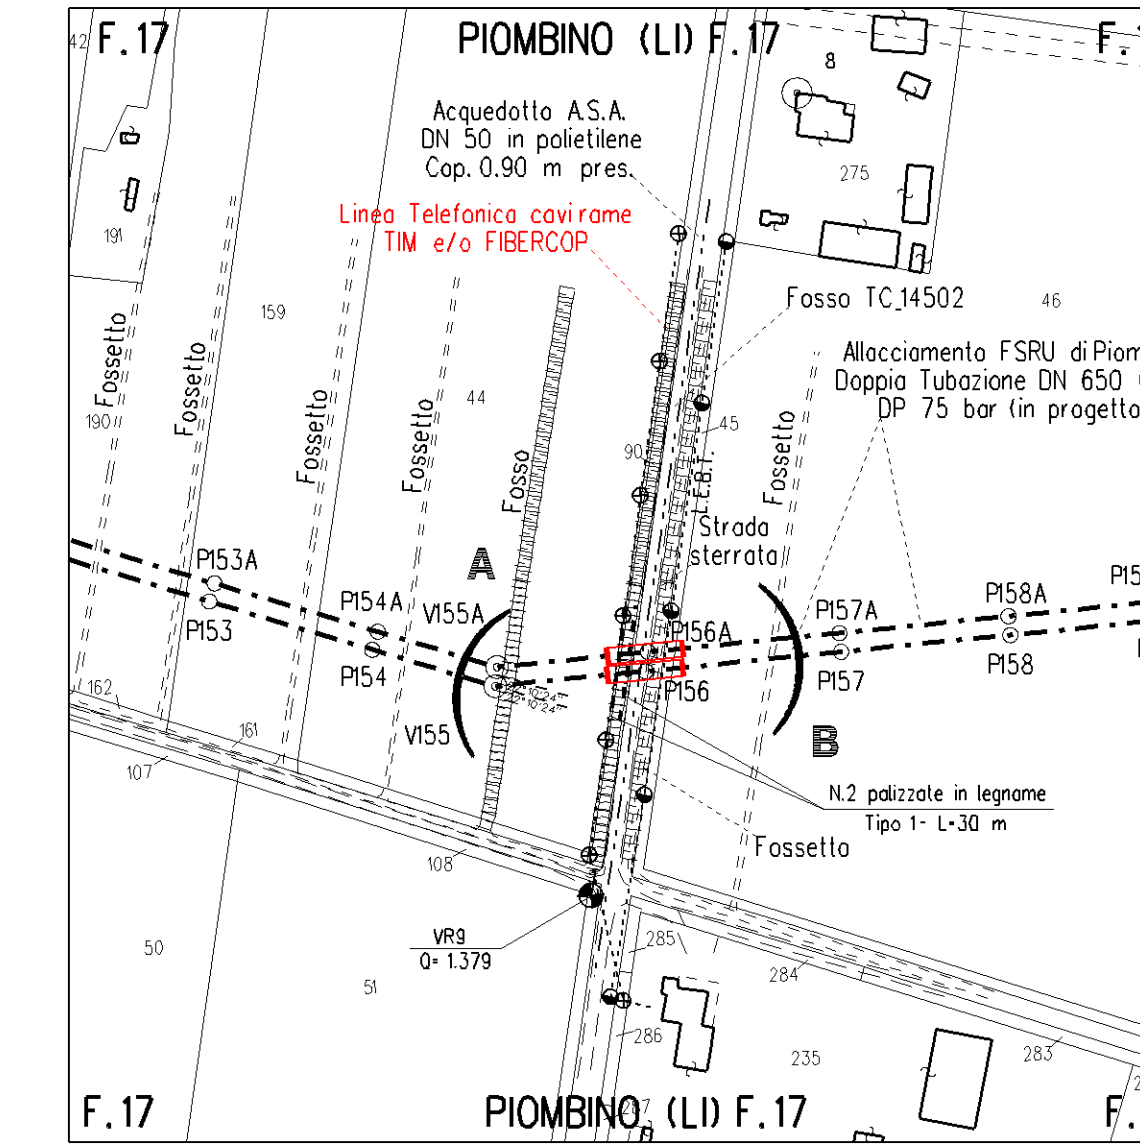 42
F.17
PIOMBINO (LI) F.17
8
Acquedotto A.S.A.
DN 50 in polietilene
Cop. 0.90 m pres.
275
Linea Telefonica cavi rame
TIM e/o FIBERCOP
191
159
Fosso TC_14502
46
Fossetto
Fossetto
Fossetto
Fossetto
Fosso
Fossetto
Allacciamento FSRU di Piom
Doppia Tubazione DN 650
DP 75 bar (in progetto
44
190
45
90
L.E.B.T.
Strada
sterrata
A
P153A
P153
P154A
P154
V155A
V155
P156A
P156
P157A
P157
P158A
P158
B
162
161
107
108
N.2 palizzate in legname
Tipo 1- L=30 m
Fossetto
VR9
Q= 1.379
50
51
285
284
286
235
283
287
F.17
PIOMBINO (LI) F.17